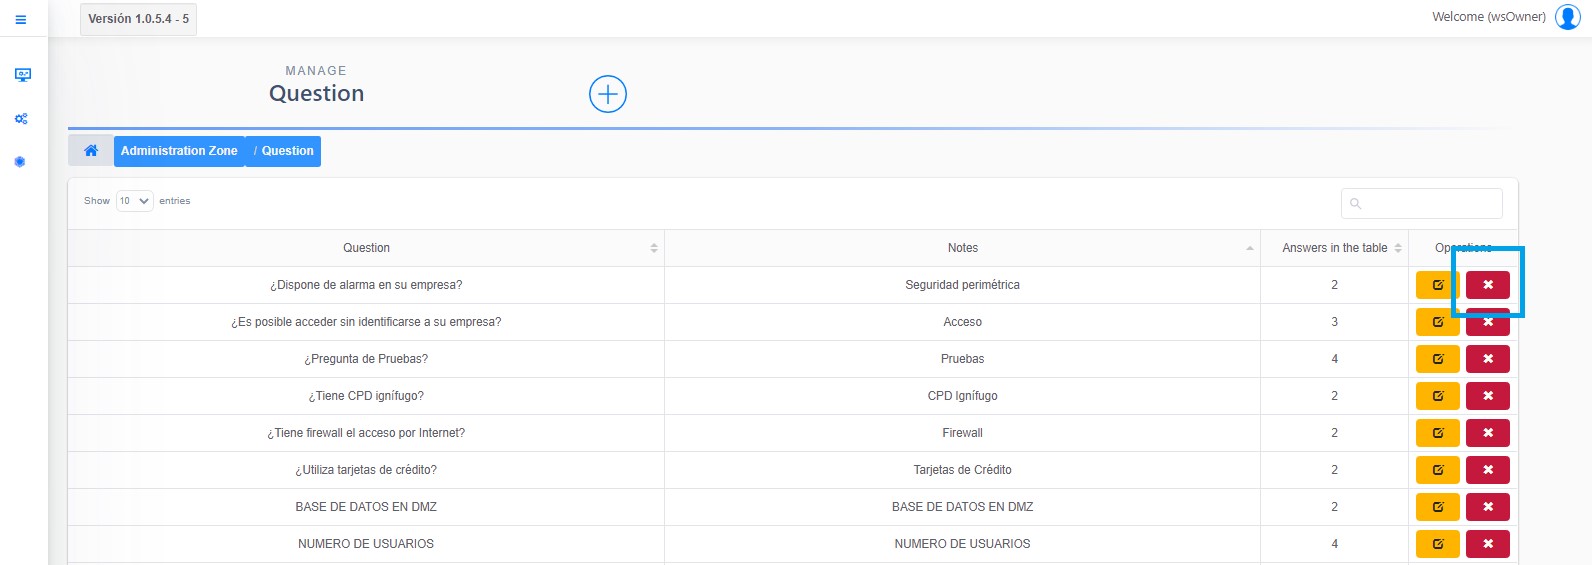 Versión 1.0.5.4 - 5
Welcome (wsOwner)
MANAGE
Question
Administration Zone / Question
Show 10 entries
Question Notes Answers in the table Operations
¿Dispone de alarma en su empresa? Seguridad perimétrica 2
¿Es posible acceder sin identificarse a su empresa? Acceso 3
¿Pregunta de Pruebas? Pruebas 4
¿Tiene CPD ignífugo? CPD Ignífugo 2
¿Tiene firewall el acceso por Internet? Firewall 2
¿Utiliza tarjetas de crédito? Tarjetas de Crédito 2
BASE DE DATOS EN DMZ BASE DE DATOS EN DMZ 2
NUMERO DE USUARIOS NUMERO DE USUARIOS 4